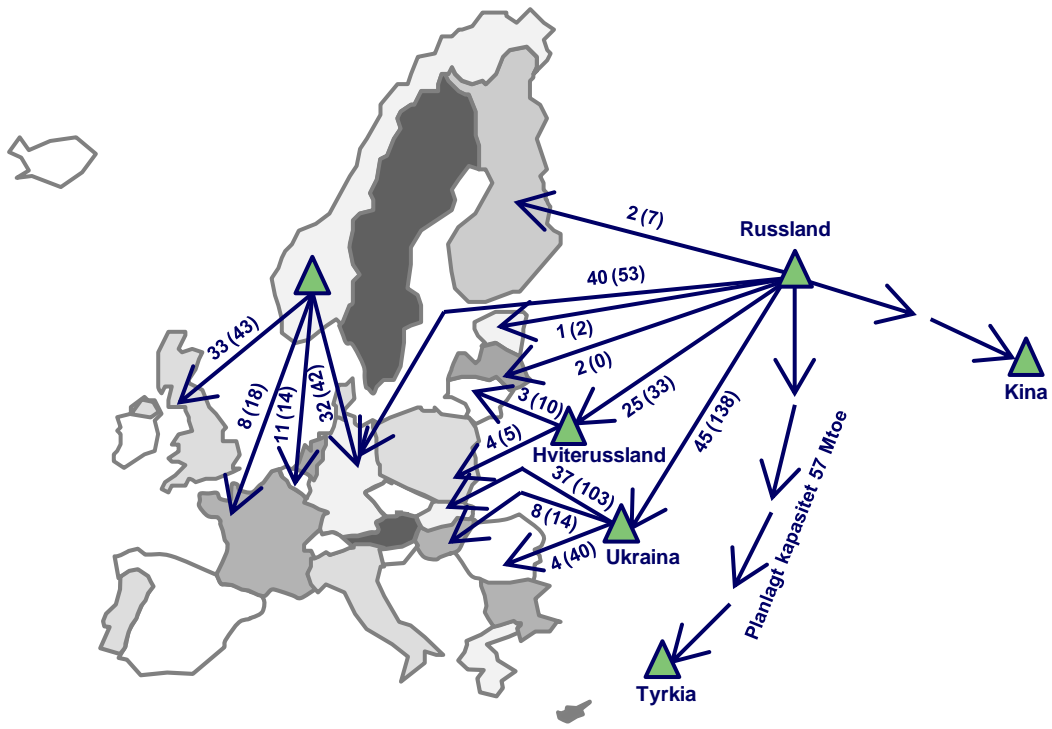 2 (7)
Russland
40 (53)
1 (2)
33 (43)
2 (0)
Kina
8 (18)
11 (14)
32 (42)
3 (10)
25 (33)
45 (138)
4 (5)
Hviterussland
37 (103)
8 (14)
4 (40)
Ukraina
Planlagt kapasitet 57 Mtoe
Tyrkia